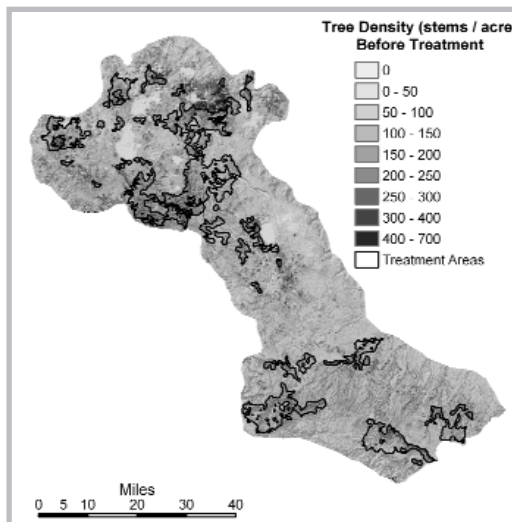 Tree Density (stems / acre
Before Treatment
0
0 - 50
50 - 100
100 - 150
150 - 200
200 - 250
250 - 300
300 - 400
400 - 700
Treatment Areas
Miles
0 5 10 20 30 40